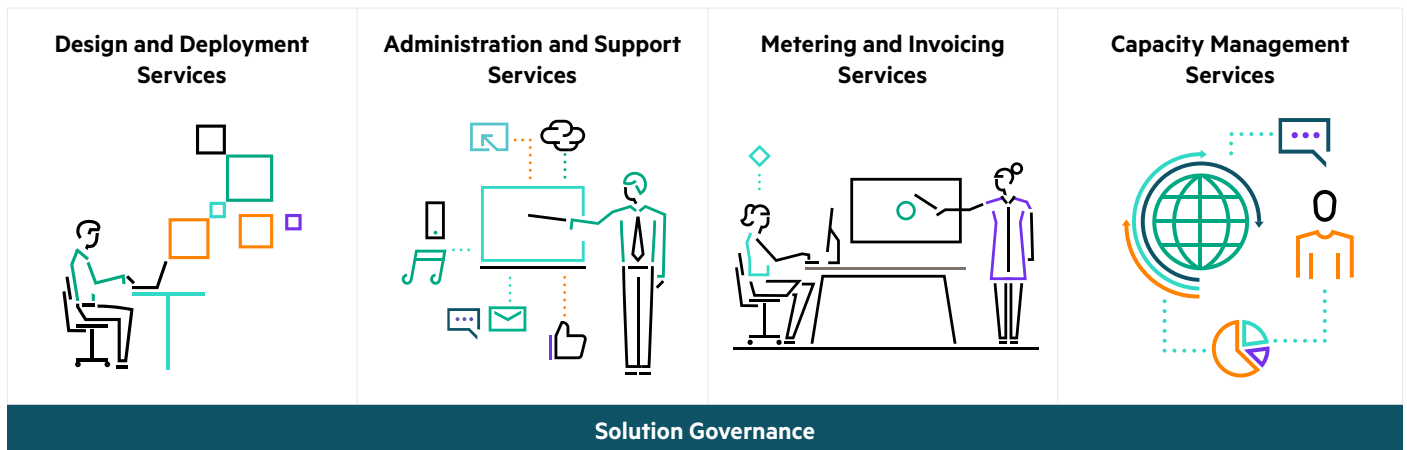 Design and Deployment
Services
Administration and Support
Services
Metering and Invoicing
Services
Capacity Management
Services
Solution Governance